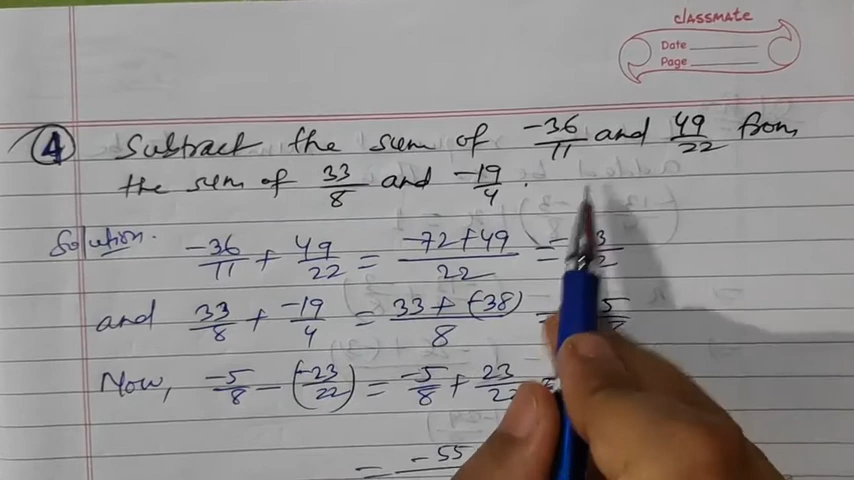 classmate
Date
Page
4 Subtract the sum of -36/11 and 49/22 from
the sum of 33/8 and -19/4.
Solution. -36/11 + 49/22 = -72+49/22 =
and 33/8 + -19/4 = 33+(-38)/8 =
Now, -5/8 - (-23/22) = -5/8 + 23/22
= -55